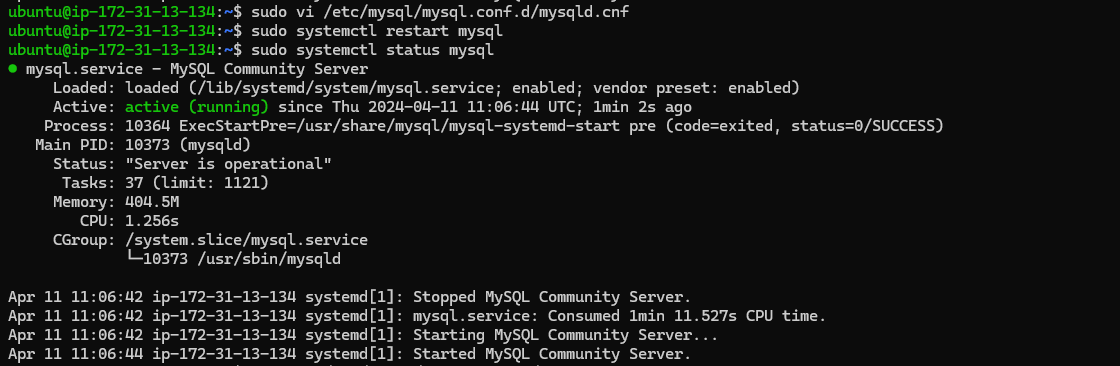 ubuntu@ip-172-31-13-134:~$ sudo vi /etc/mysql/mysql.conf.d/mysqld.cnf
ubuntu@ip-172-31-13-134:~$ sudo systemctl restart mysql
ubuntu@ip-172-31-13-134:~$ sudo systemctl status mysql
● mysql.service - MySQL Community Server
     Loaded: loaded (/lib/systemd/system/mysql.service; enabled; vendor preset: enabled)
     Active: active (running) since Thu 2024-04-11 11:06:44 UTC; 1min 2s ago
    Process: 10364 ExecStartPre=/usr/share/mysql/mysql-systemd-start pre (code=exited, status=0/SUCCESS)
   Main PID: 10373 (mysqld)
     Status: "Server is operational"
      Tasks: 37 (limit: 1121)
     Memory: 404.5M
        CPU: 1.256s
     CGroup: /system.slice/mysql.service
             └─10373 /usr/sbin/mysqld
Apr 11 11:06:42 ip-172-31-13-134 systemd[1]: Stopped MySQL Community Server.
Apr 11 11:06:42 ip-172-31-13-134 systemd[1]: mysql.service: Consumed 1min 11.527s CPU time.
Apr 11 11:06:42 ip-172-31-13-134 systemd[1]: Starting MySQL Community Server...
Apr 11 11:06:44 ip-172-31-13-134 systemd[1]: Started MySQL Community Server.